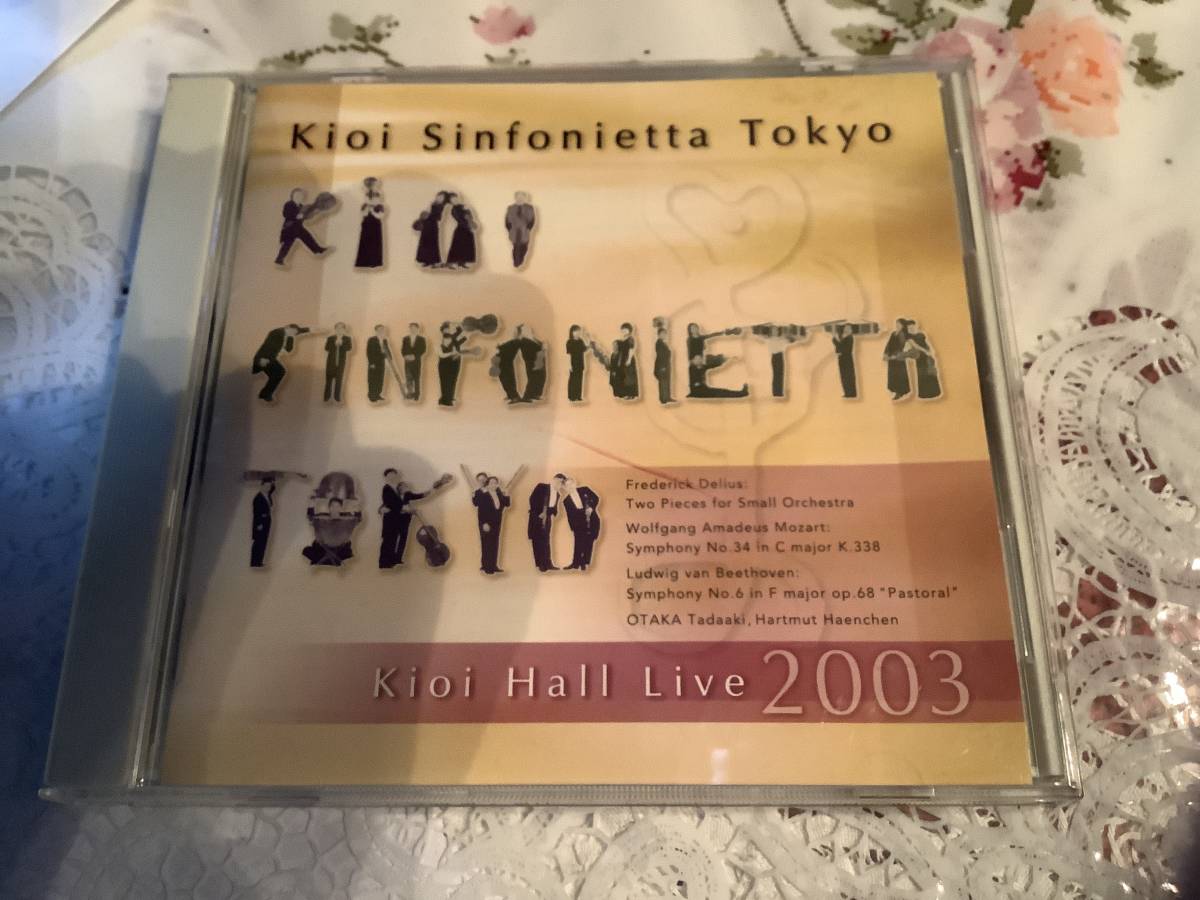 Kioi Sinfonietta Tokyo
KIOI
SINFONIETTA
TOKYO
Frederick Delius:
Two Pieces for Small Orchestra
Wolfgang Amadeus Mozart:
Symphony No.34 in C major K.338
Ludwig van Beethoven:
Symphony No.6 in F major op.68 "Pastoral"
OTAKA Tadaaki, Hartmut Haenchen
Kioi Hall Live 2003